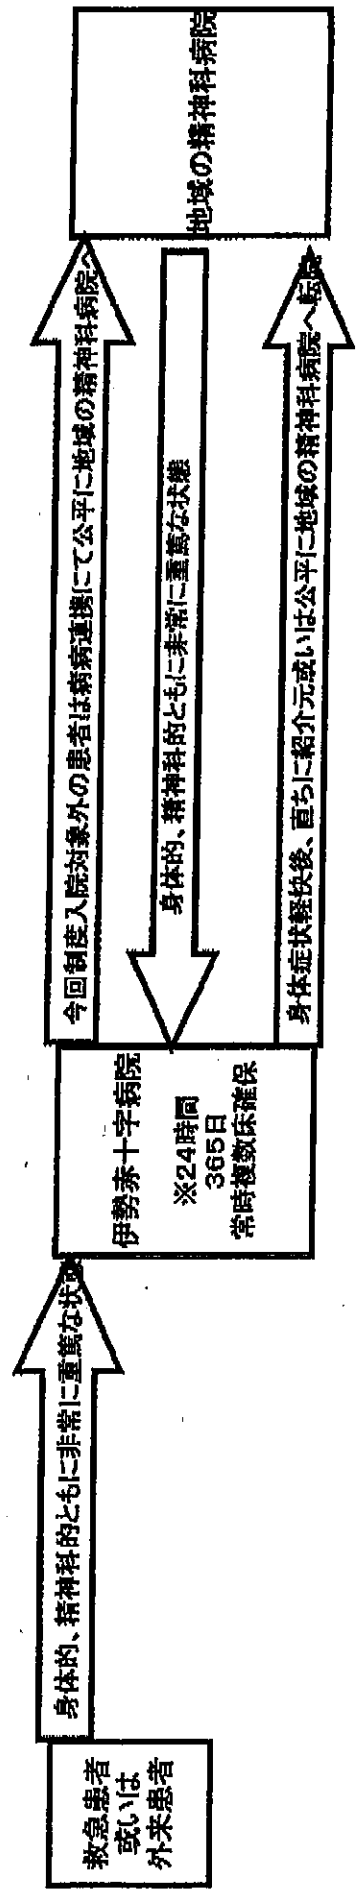 救急患者
或いは
外来患者
身体的、精神科的ともに非常に重篤な状態
伊勢赤十字病院
※24時間
365日
常時複数床確保
今回制度入院対象外の患者は病病連携にて公平に地域の精神科病院へ
身体的、精神科的ともに非常に重篤な状態
身体症状軽快後、直ちに紹介元或いは公平に地域の精神科病院へ転院
地域の精神科病院